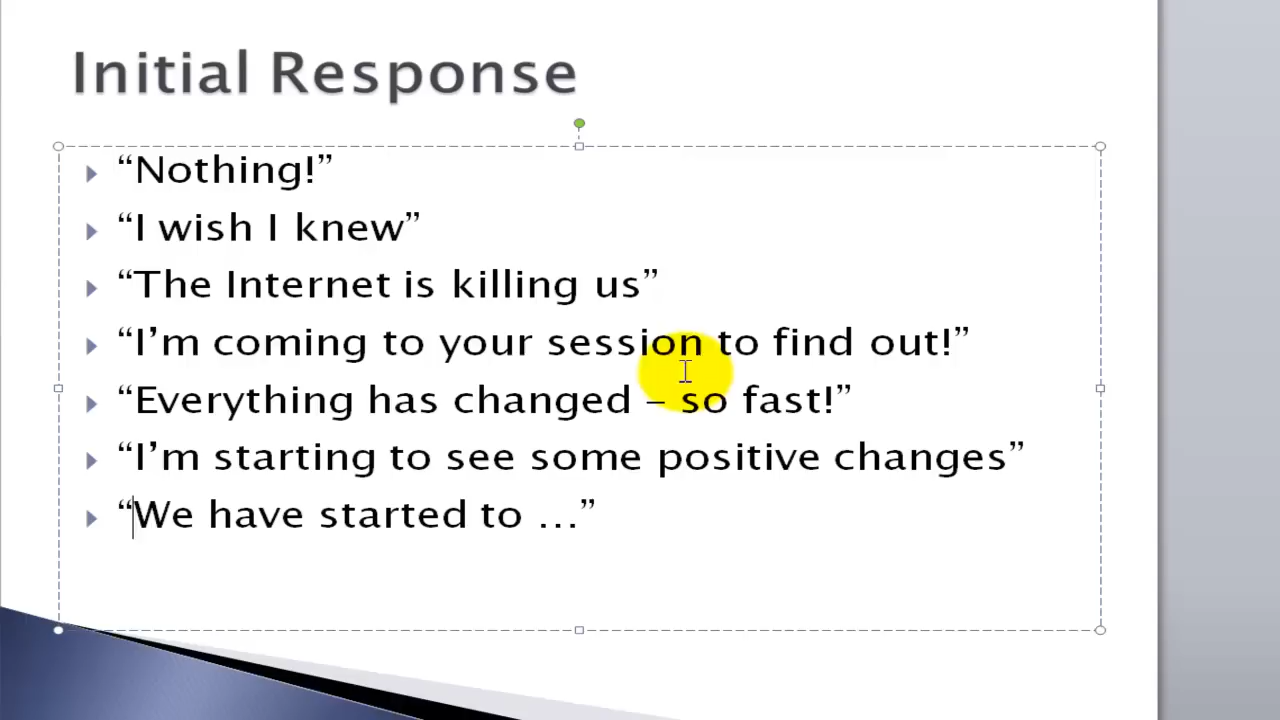 Initial Response
“Nothing!”
“I wish I knew”
“The Internet is killing us”
“I’m coming to your session to find out!”
“Everything has changed – so fast!”
“I’m starting to see some positive changes”
“We have started to …”